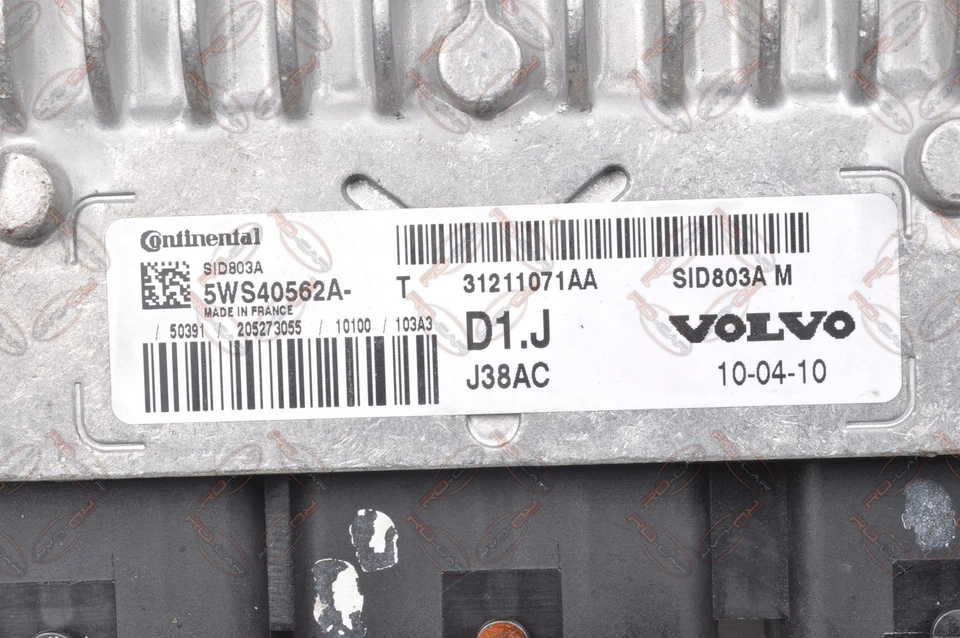 Continental
SID803A
5WS40562A-
MADE IN FRANCE
/ 50391 / 205273055 / 10100 / 103A3
T 31211071AA SID803A M
D1.J VOLVO
J38AC 10-04-10